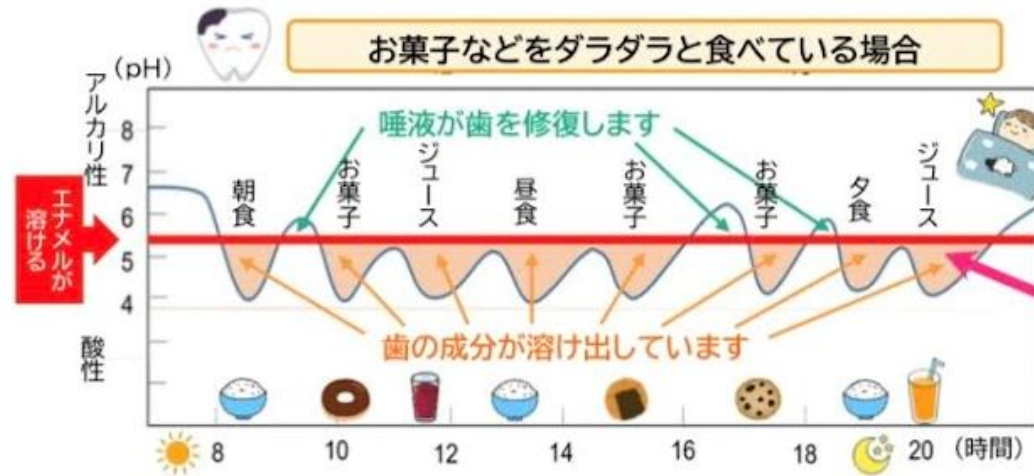 お菓子などをダラダラと食べている場合
(pH)
アルカリ性
8
7
6
5
4
酸性
エナメルが
溶ける
唾液が歯を修復します
朝食
お菓子
ジュース
昼食
お菓子
お菓子
夕食
ジュース
歯の成分が溶け出しています
8
10
12
14
16
18
20
(時間)